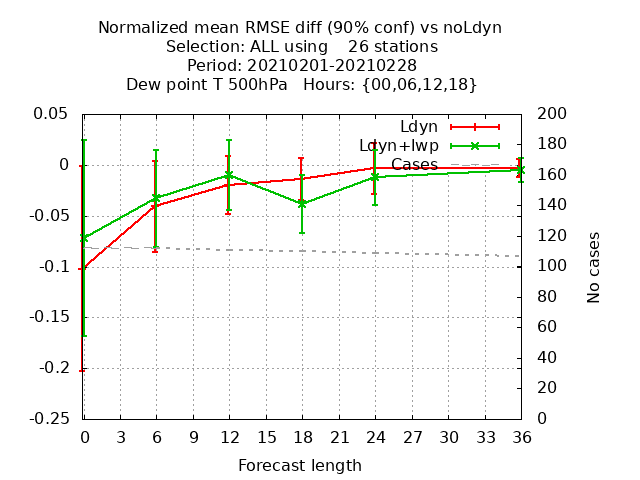 Normalized mean RMSE diff (90% conf) vs noLdyn
Selection: ALL using    26 stations
Period: 20210201-20210228
Dew point T 500hPa   Hours: {00,06,12,18}
0.05
0
-0.05
-0.1
-0.15
-0.2
-0.25
Ldyn
Ldyn+lwp
Cases
200
180
160
140
120
100
80
60
40
20
0
No cases
0 3 6 9 12 15 18 21 24 27 30 33 36
Forecast length